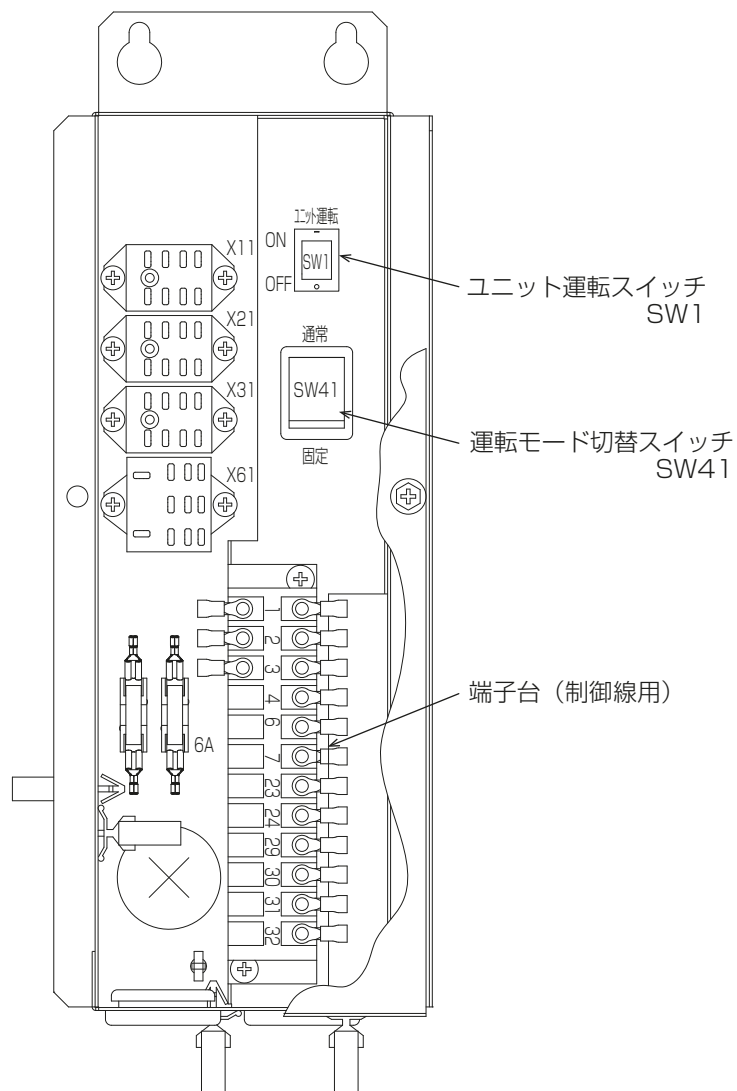 ユニット運転
ON
SW1
OFF
ユニット運転スイッチ
SW1
X11
X21
X31
X61
通常
SW41
固定
運転モード切替スイッチ
SW41
1
2
3
4
6
7
23
24
29
30
31
32
端子台（制御線用）
6A